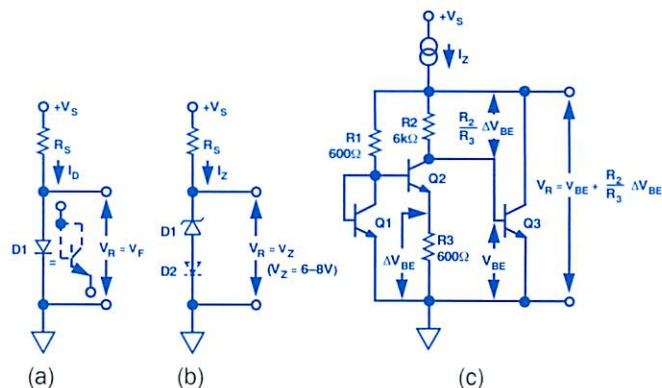 +VS
RS
ID
D1
=
VR = VF
(a)
+VS
RS
IZ
D1
D2
VR = VZ
(VZ = 6–8V)
(b)
+VS
IZ
R1
600Ω
R2
6kΩ
R2
R3
ΔVBE
Q1
Q2
Q3
ΔVBE
R3
600Ω
VBE
VR = VBE + R2/R3 ΔVBE
(c)